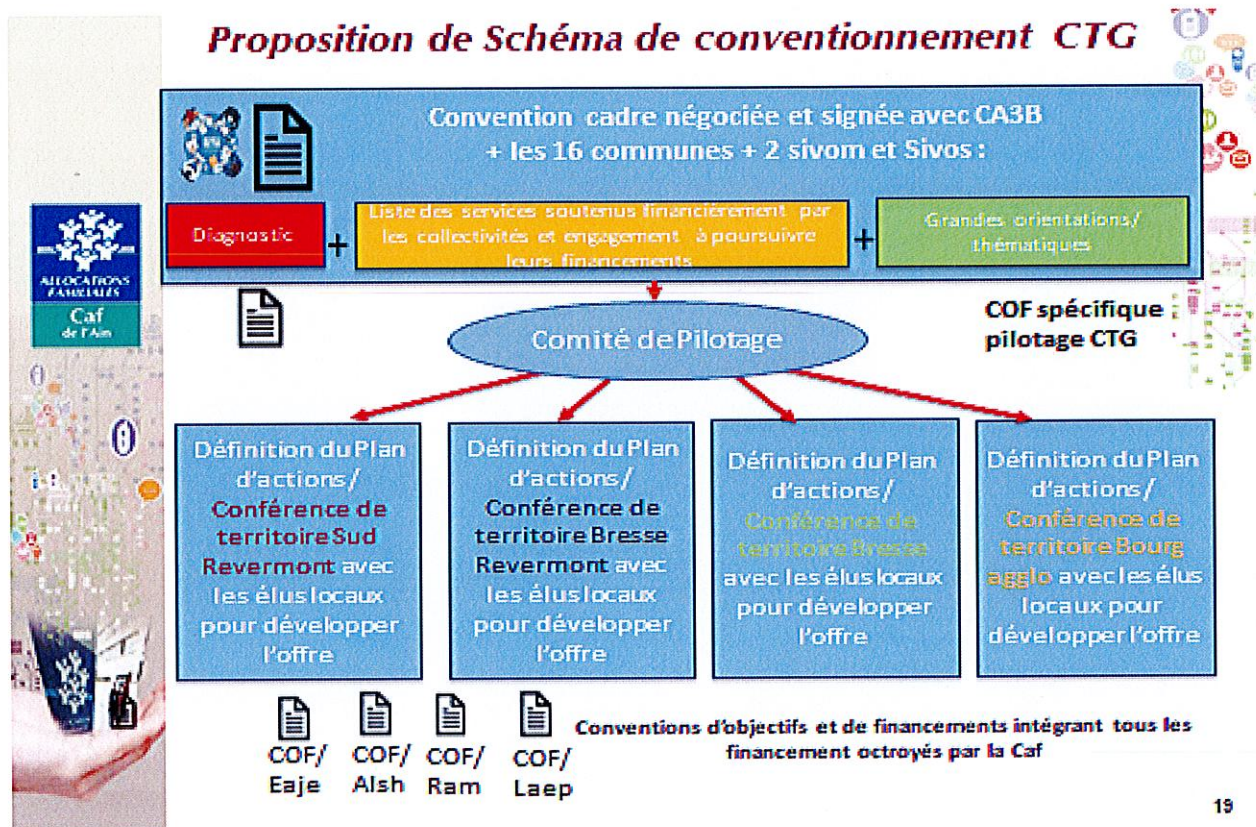 Proposition de Schéma de conventionnement CTG
Convention cadre négociée et signée avec CA3B
+ les 16 communes + 2 sivom et Sivos :
Diagnostic
+
Liste des services soutenus financièrement par
les collectivités et engagement à poursuivre
leurs financements
+
Grandes orientations/
thématiques
ALLOCATIONS
FAMILIALES
Caf
de l'Ain
COF spécifique
pilotage CTG
Comité de Pilotage
Définition du Plan
d'actions/
Conférence de
territoire Sud
Revermont avec
les élus locaux
pour développer
l'offre
Définition du Plan
d'actions/
Conférence de
territoire Bresse
Revermont avec
les élus locaux
pour développer
l'offre
Définition du Plan
d'actions/
Conférence de
territoire Bresse
avec les élus locaux
pour développer
l'offre
Définition du Plan
d'actions/
Conférence de
territoire Bourg
agglo avec les élus
locaux pour
développer l'offre
COF/
Eaje
COF/
Alsh
COF/
Ram
COF/
Laep
Conventions d'objectifs et de financements intégrant tous les
financement octroyés par la Caf
19